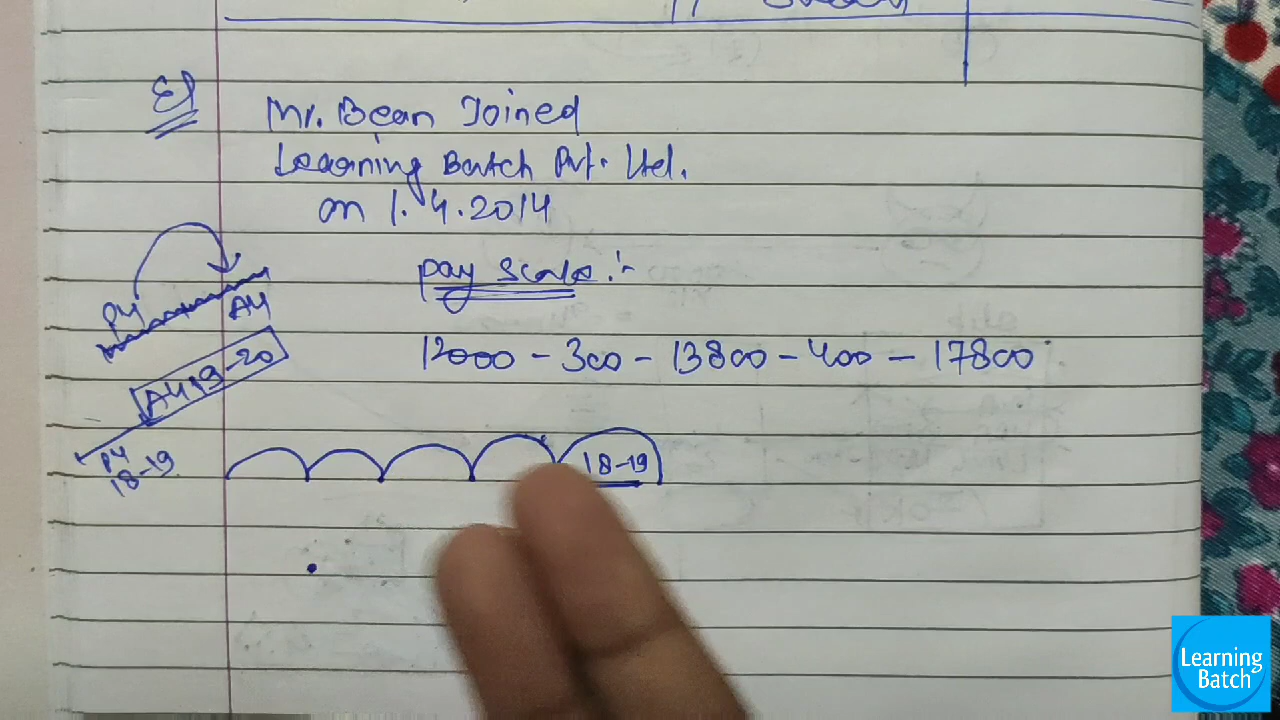 Eg
Mr. Bean Joined
Learning Batch Pvt. Ltd.
on 1.4.2014
pay scale :-
PY
AY
12000 - 300 - 13800 - 400 - 17800
AY 19-20
PY
18-19
18-19
Learning
Batch